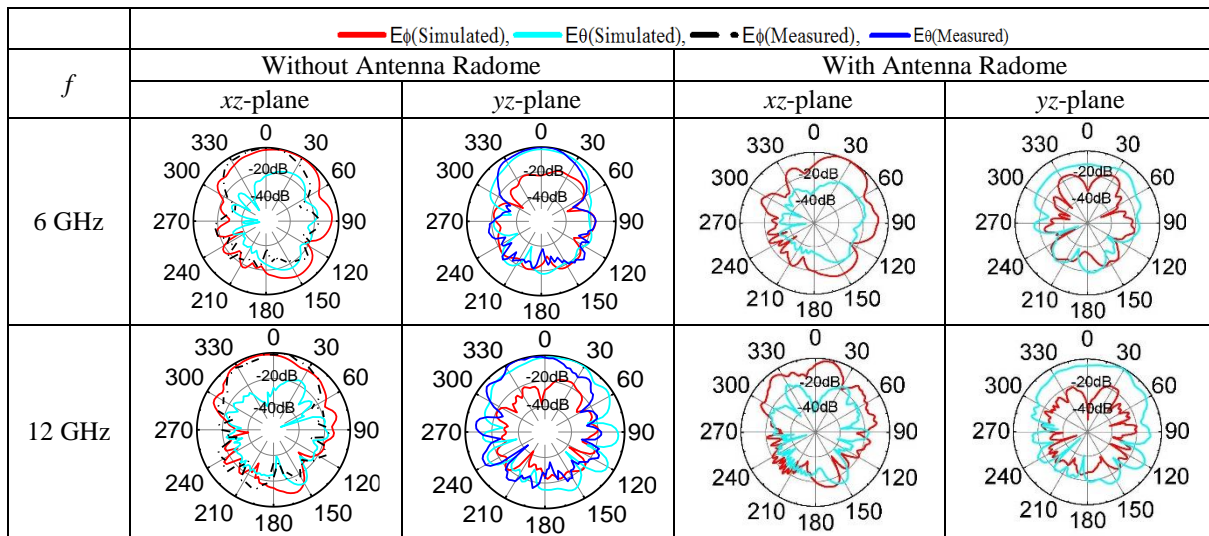 Eϕ(Simulated), Eθ(Simulated), Eϕ(Measured), Eθ(Measured)
f
Without Antenna Radome With Antenna Radome
xz-plane yz-plane xz-plane yz-plane
6 GHz
0 30 60 90 120 150 180 210 240 270 300 330 -20dB -40dB
0 30 60 90 120 150 180 210 240 270 300 330 -20dB -40dB
0 30 60 90 120 150 180 210 240 270 300 330 -20dB -40dB
0 30 60 90 120 150 180 210 240 270 300 330 -20dB -40dB
12 GHz
0 30 60 90 120 150 180 210 240 270 300 330 -20dB -40dB
0 30 60 90 120 150 180 210 240 270 300 330 -20dB -40dB
0 30 60 90 120 150 180 210 240 270 300 330 -20dB -40dB
0 30 60 90 120 150 180 210 240 270 300 330 -20dB -40dB